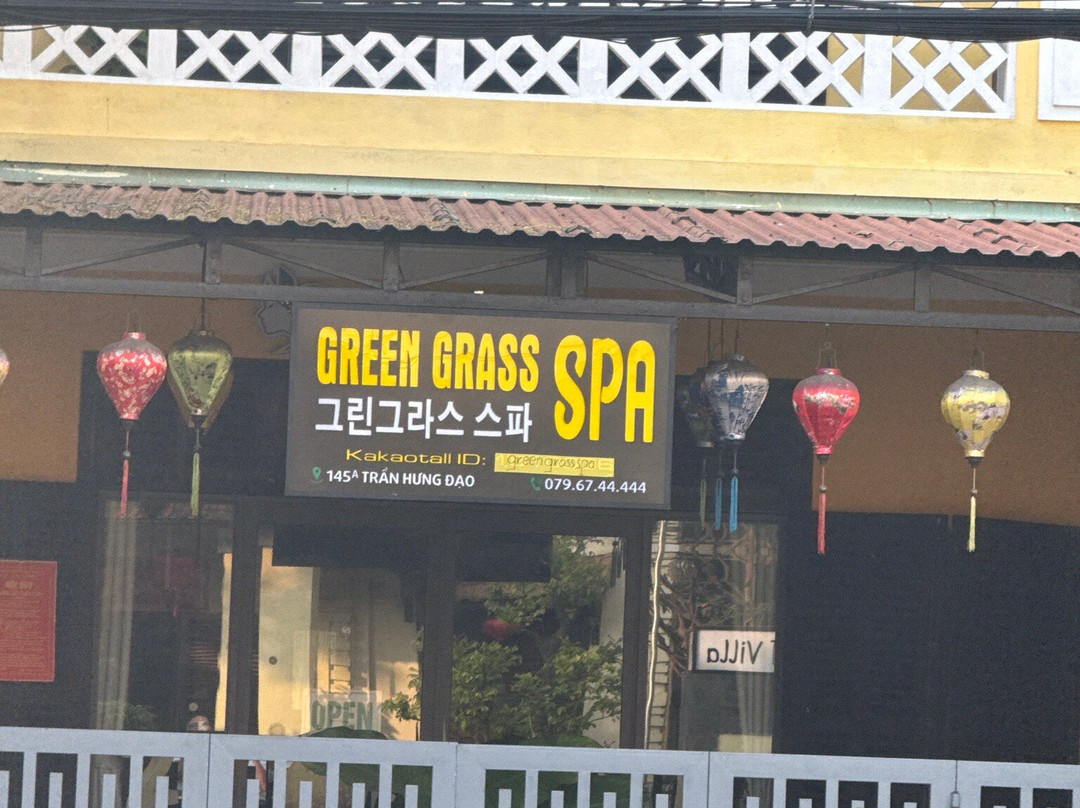 GREEN GRASS SPA
그린그라스 스파
Kakaotall ID: greengrassspa
145A TRẦN HƯNG ĐẠO
079.67.44.444
Villa
OPEN